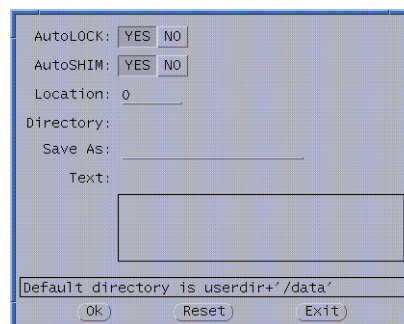 AutoLOCK: YES NO
AutoSHIM: YES NO
Location: 0
Directory:
Save As:
Text:
Default directory is userdir+'/data'
Ok Reset Exit